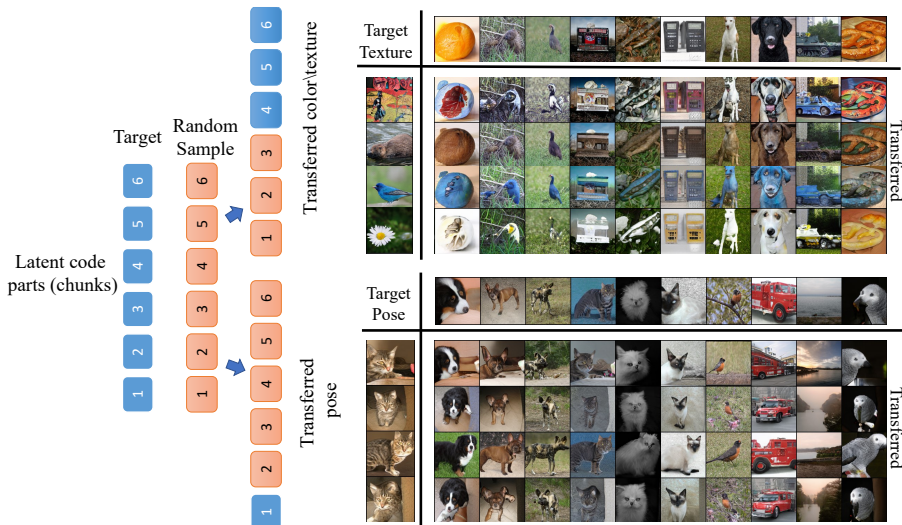 Latent code
parts (chunks)
Target
6
5
4
3
2
1
Random
Sample
6
5
4
3
2
1
6
5
4
3
2
1
Transferred color\texture
6
5
4
3
2
1
Transferred
pose
Target
Texture
Transferred
Target
Pose
Transferred